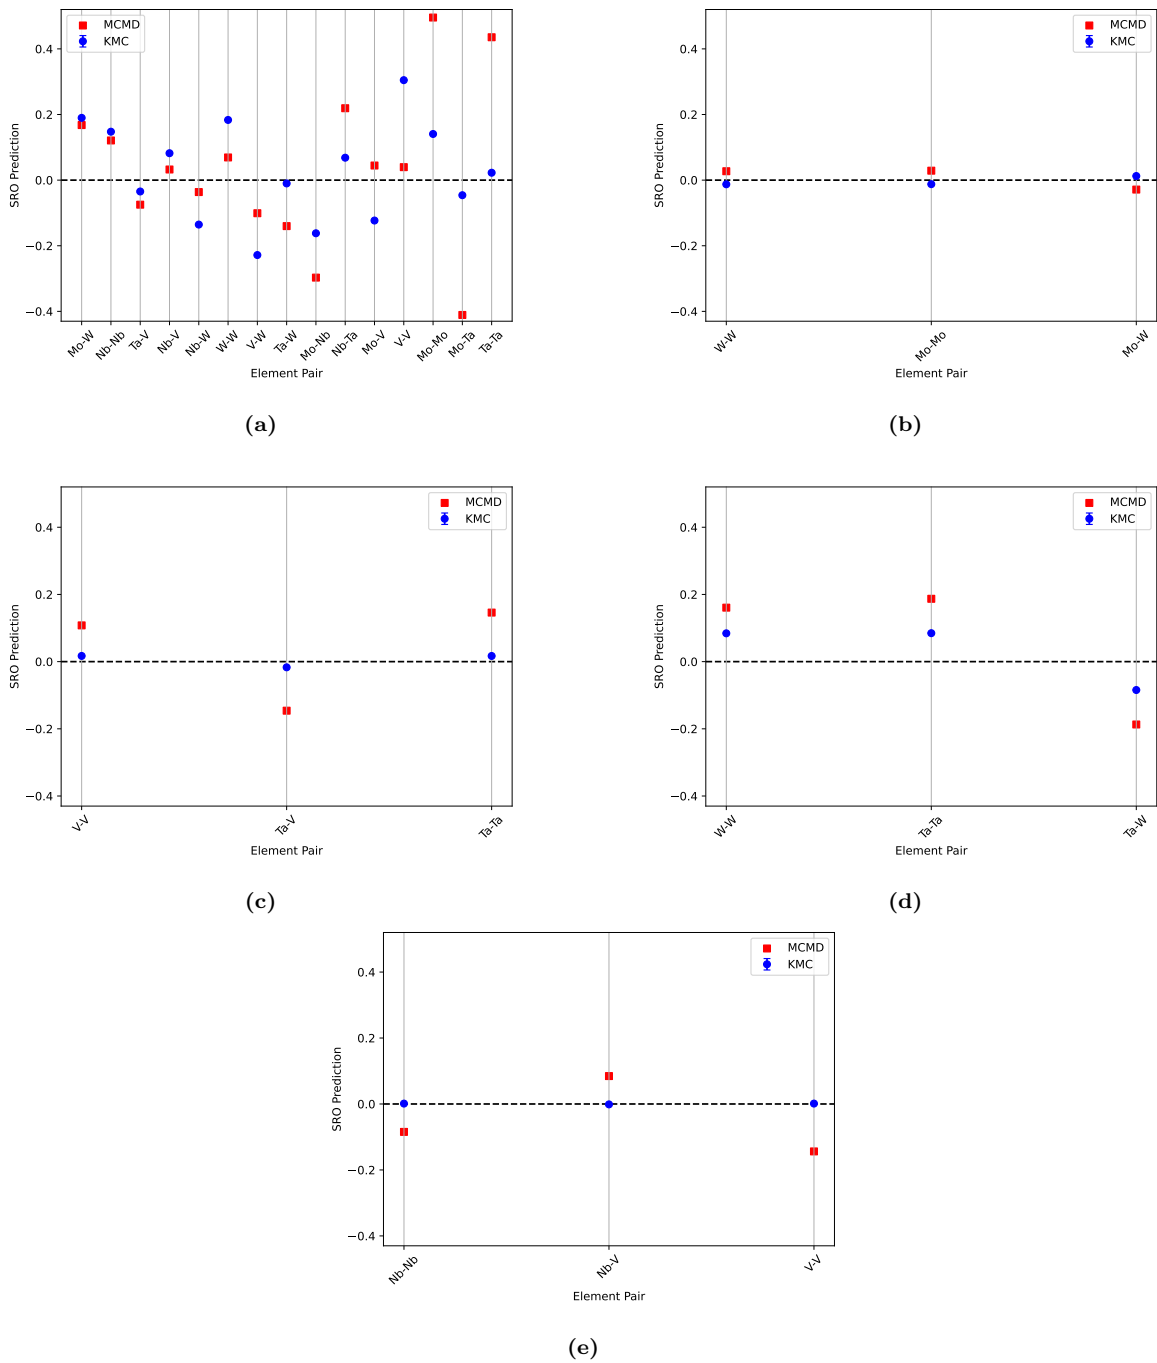 MCMD
KMC
0.4
0.2
0.0
−0.2
−0.4
SRO Prediction
Mo-W
Nb-Nb
Ta-V
Nb-V
Nb-W
W-W
V-W
Ta-W
Mo-Nb
Nb-Ta
Mo-V
V-V
Mo-Mo
Mo-Ta
Ta-Ta
Element Pair
(a)
MCMD
KMC
0.4
0.2
0.0
−0.2
−0.4
SRO Prediction
W-W
Mo-Mo
Mo-W
Element Pair
(b)
MCMD
KMC
0.4
0.2
0.0
−0.2
−0.4
SRO Prediction
V-V
Ta-V
Ta-Ta
Element Pair
(c)
MCMD
KMC
0.4
0.2
0.0
−0.2
−0.4
SRO Prediction
W-W
Ta-Ta
Ta-W
Element Pair
(d)
MCMD
KMC
0.4
0.2
0.0
−0.2
−0.4
SRO Prediction
Nb-Nb
Nb-V
V-V
Element Pair
(e)